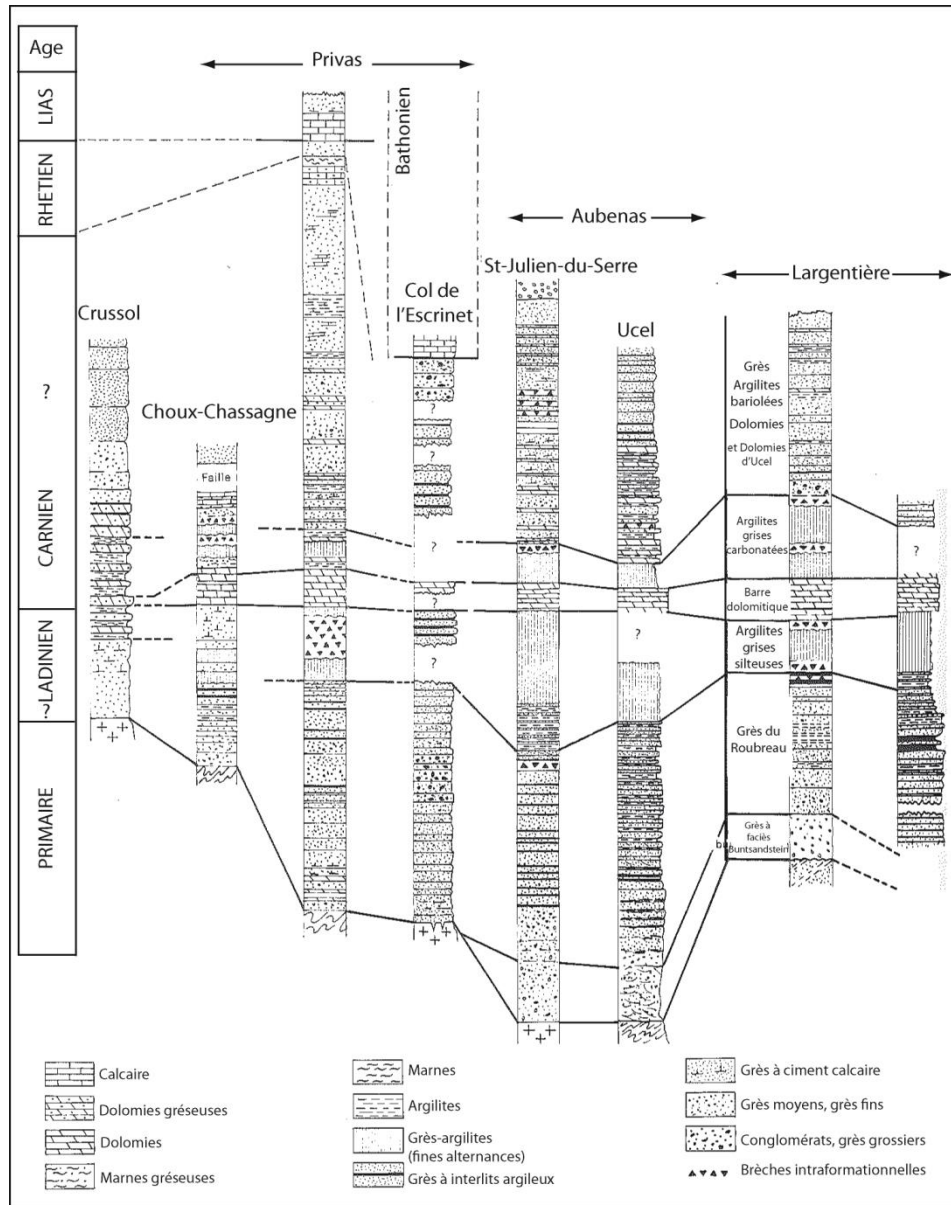 Age
Privas
LIAS
Bathonien
RHETIEN
Aubenas
St-Julien-du-Serre
Largentière
Crussol
Col de
l'Escrinet
Ucel
?
Choux-Chassagne
Grès
Argilites
bariolées
Dolomies
et Dolomies
d'Ucel
?
?
Faille
CARNIEN
?
Argilites
grises
carbonatées
?
?
Barre
dolomitique
LADINIEN
?
?
?
Argilites
grises
silteuses
Grès du
Roubreau
PRIMAIRE
Grès à
faciès
Buntsandstein
Calcaire
Dolomies gréseuses
Dolomies
Marnes gréseuses
Marnes
Argilites
Grès-argilites
(fines alternances)
Grès à interlits argileux
Grès à ciment calcaire
Grès moyens, grès fins
Conglomérats, grès grossiers
Brèches intraformationnelles